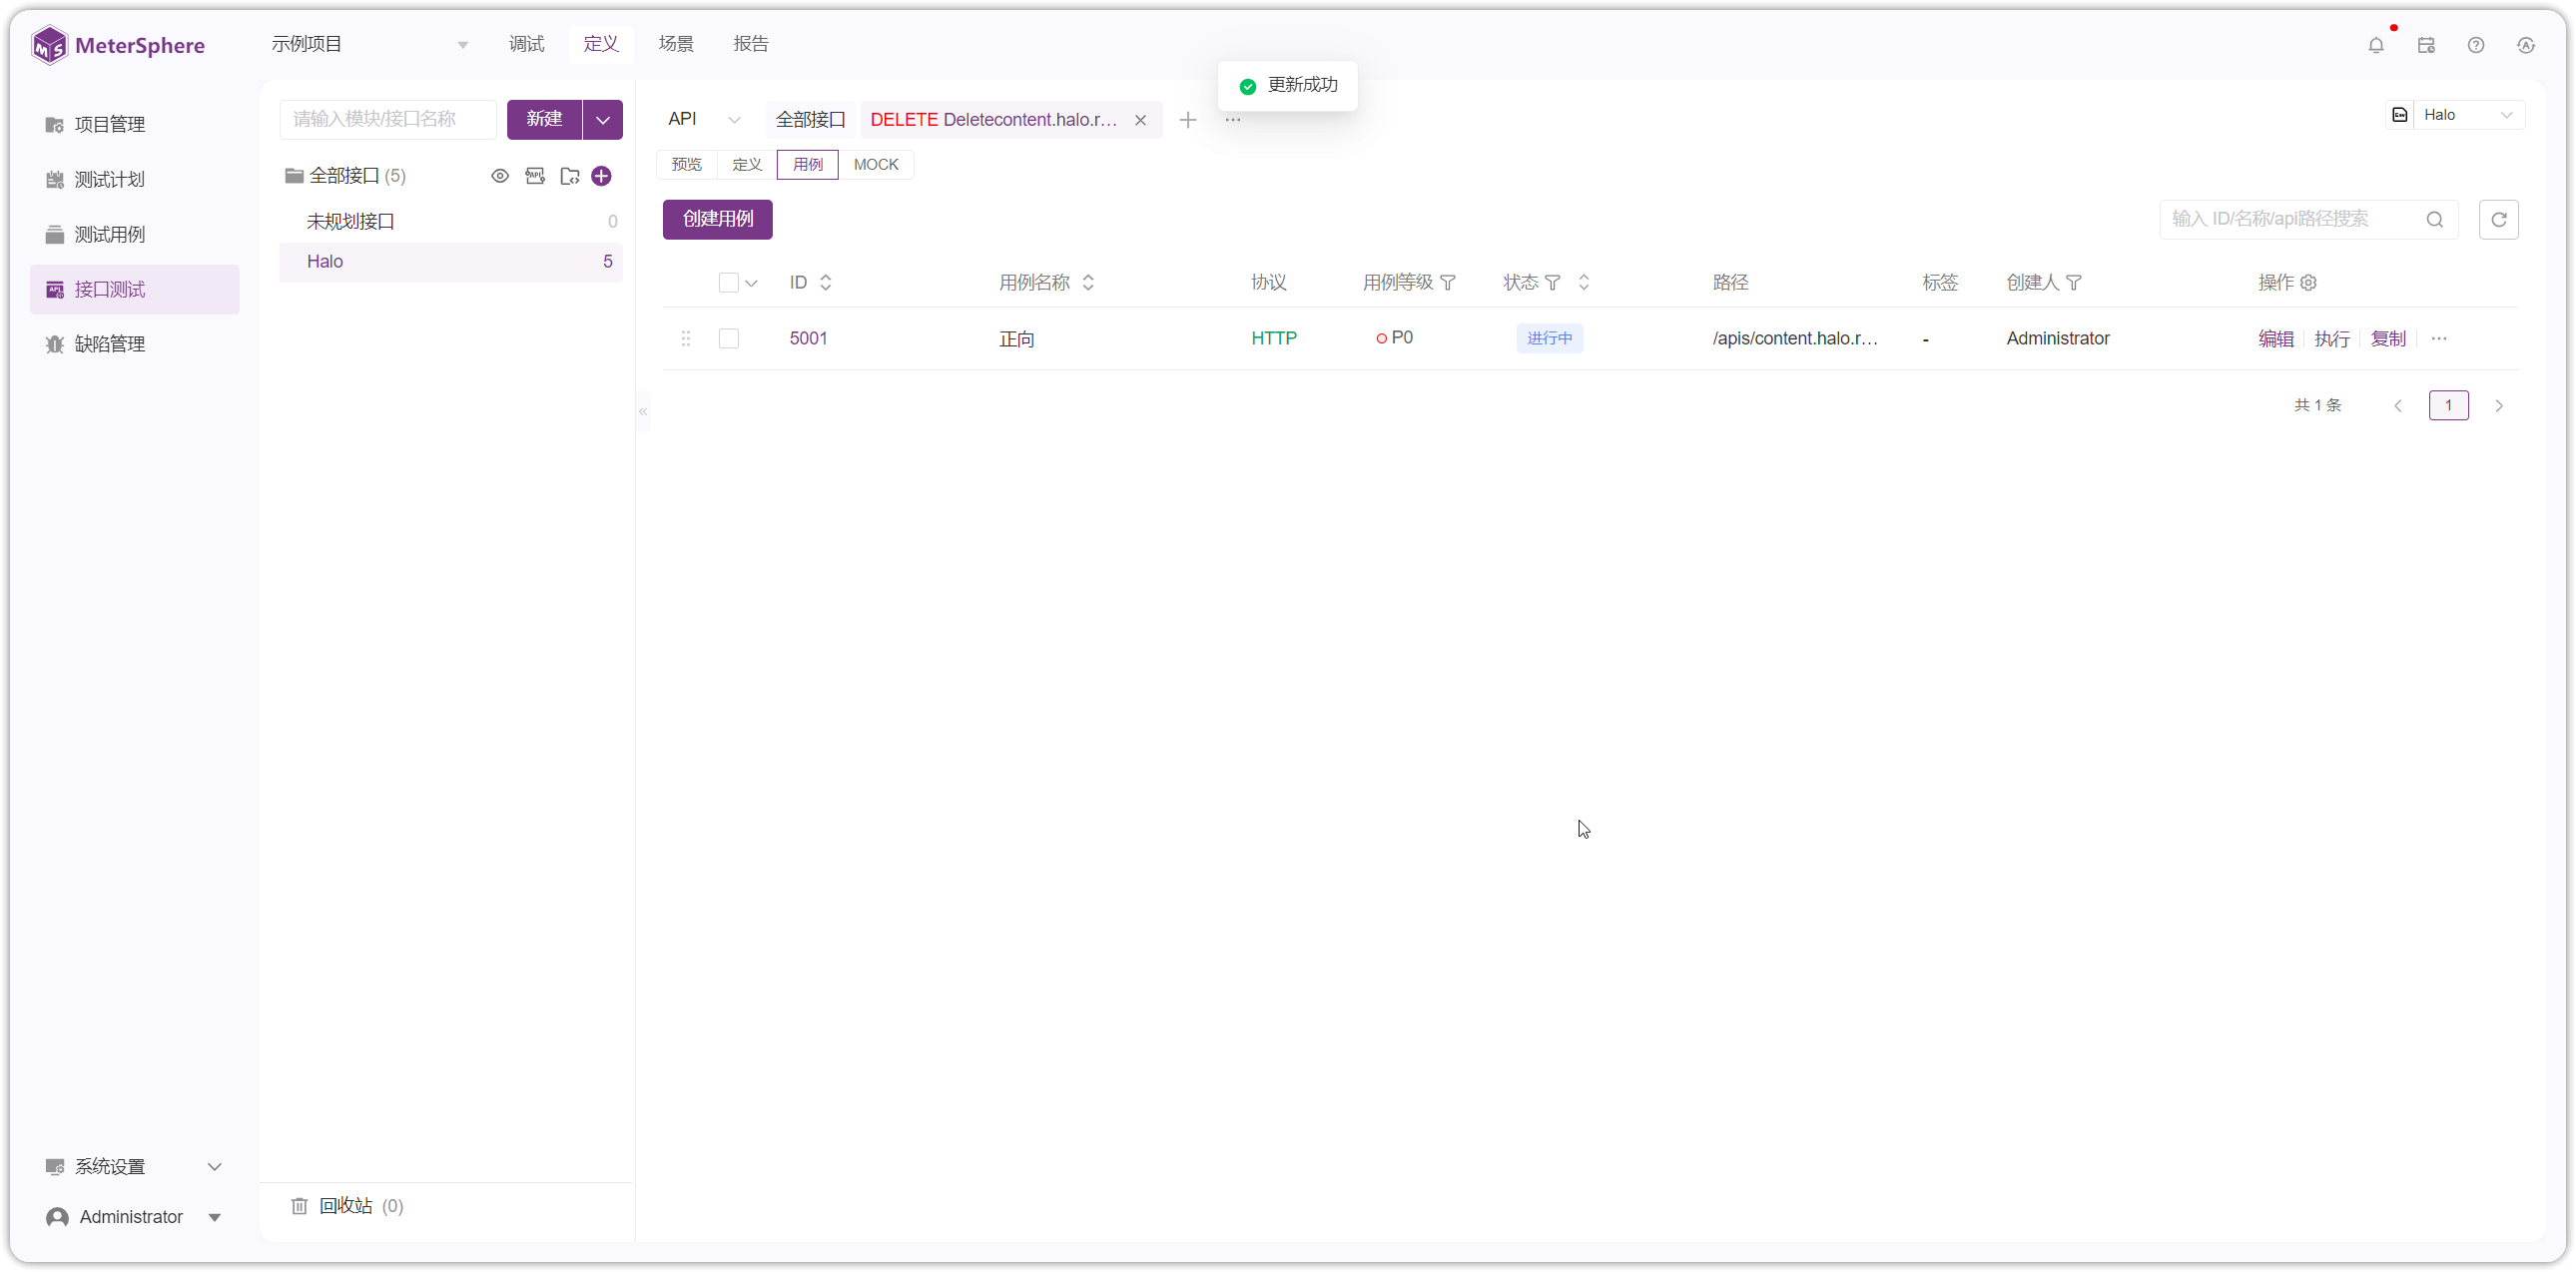 MeterSphere
示例项目
调试
定义
场景
报告
更新成功
项目管理
测试计划
测试用例
接口测试
缺陷管理
系统设置
Administrator
请输入模块/接口名称
新建
全部接口 (5)
未规划接口 0
Halo 5
回收站 (0)
API
全部接口
DELETE Deletecontent.halo.r...
Halo
预览
定义
用例
MOCK
创建用例
输入 ID/名称/api路径搜索
ID 用例名称 协议 用例等级 状态 路径 标签 创建人 操作
5001 正向 HTTP P0 进行中 /apis/content.halo.r... - Administrator 编辑 执行 复制
共 1 条
1